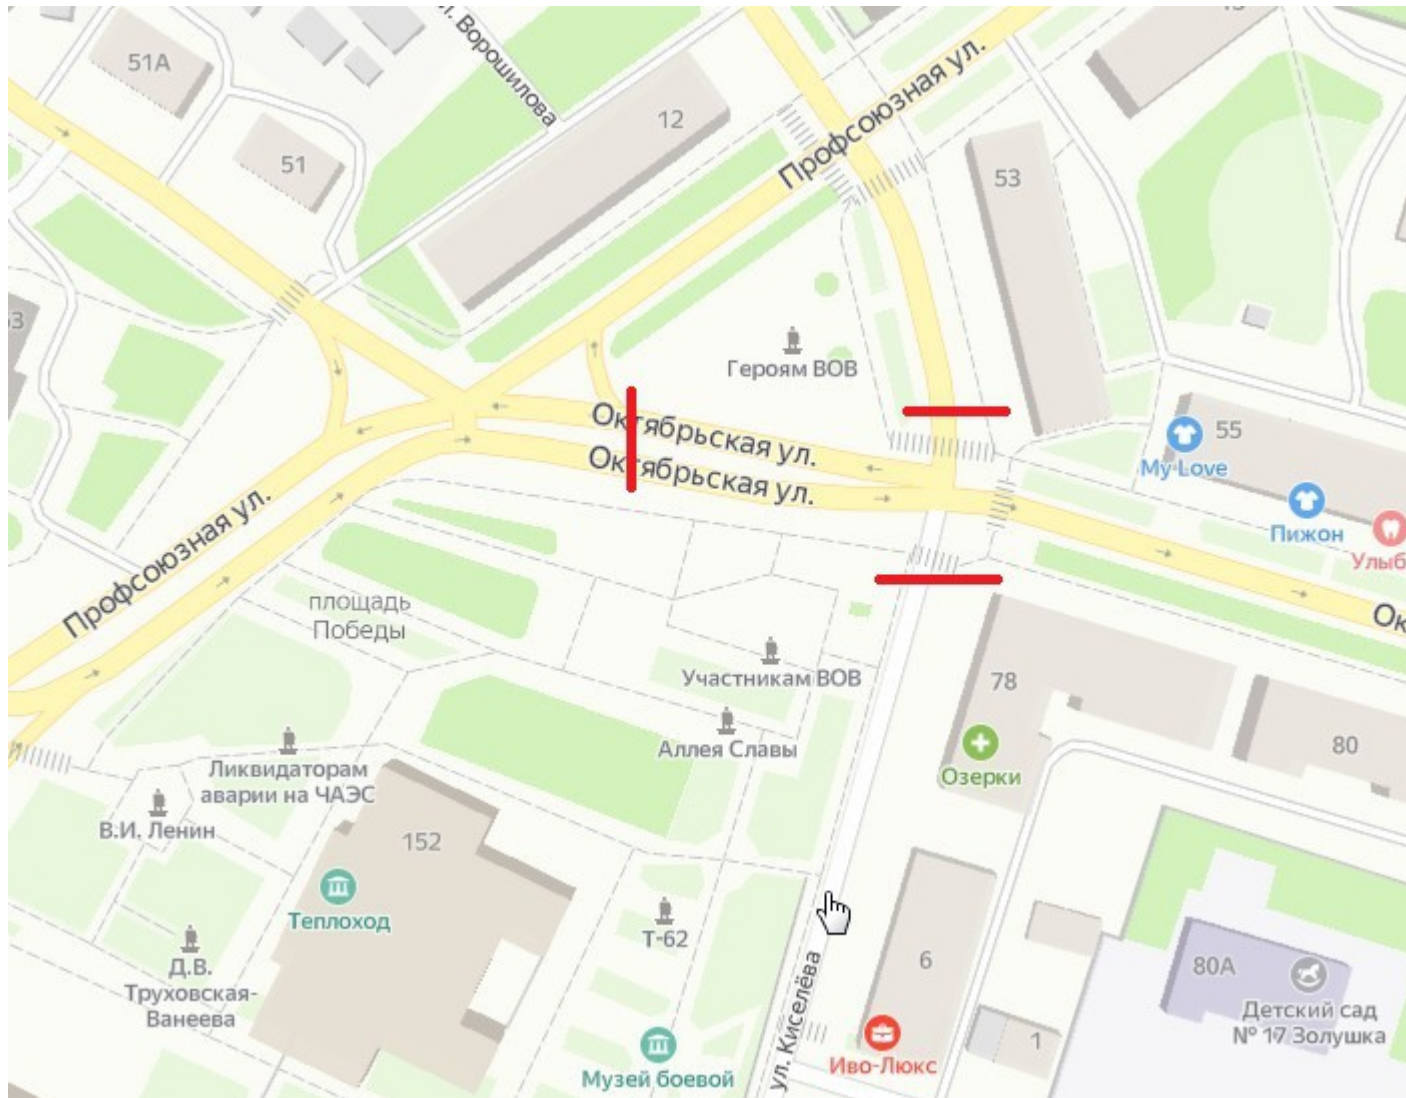 51А
л. Ворошилова
12
Профсоюзная ул.
51
53
Героям ВОВ
Октябрьская ул.
Октябрьская ул.
55
My Love
Пижон
Улыб
Профсоюзная ул.
площадь
Победы
Ок
Участникам ВОВ
78
Аллея Славы
80
Ликвидаторам
аварии на ЧАЭС
Озерки
В.И. Ленин
152
Теплоход
Т-62
6
80А
Д.В.
Труховская-
Ванеева
ул. Киселёва
Детский сад
№ 17 Золушка
1
Иво-Люкс
Музей боевой